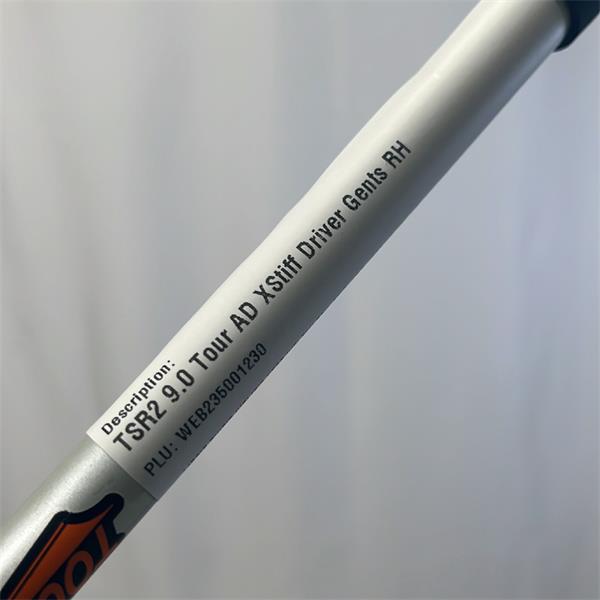 Description:
TSR2 9.0 Tour AD XStiff Driver Gents RH
PLU: WEB235001230